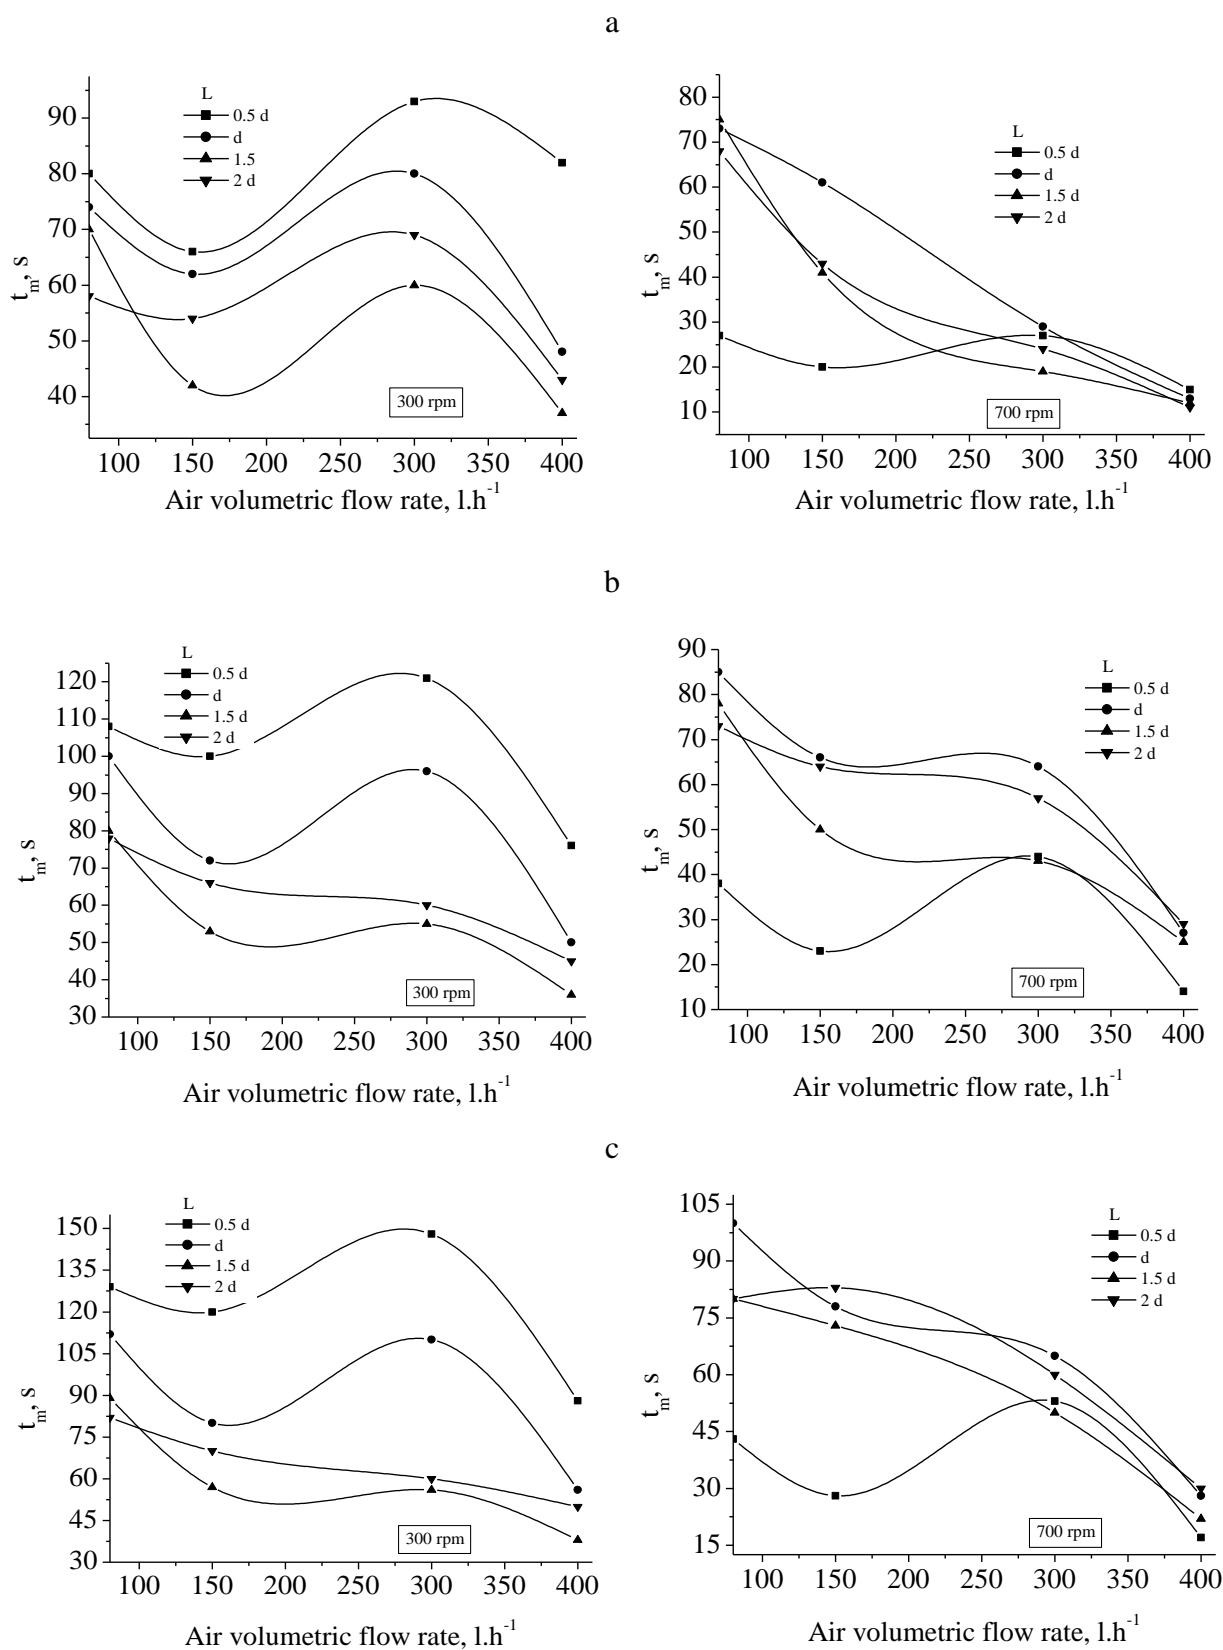 a
L
0.5 d
d
1.5
2 d
90
80
70
60
50
40
t_m, s
300 rpm
100 150 200 250 300 350 400
Air volumetric flow rate, l.h^-1
L
0.5 d
d
1.5 d
2 d
80
70
60
50
40
30
20
10
t_m, s
700 rpm
100 150 200 250 300 350 400
Air volumetric flow rate, l.h^-1
b
L
0.5 d
d
1.5 d
2 d
120
110
100
90
80
70
60
50
40
30
t_m, s
300 rpm
100 150 200 250 300 350 400
Air volumetric flow rate, l.h^-1
L
0.5 d
d
1.5 d
2 d
90
80
70
60
50
40
30
20
10
t_m, s
700 rpm
100 150 200 250 300 350 400
Air volumetric flow rate, l.h^-1
c
L
0.5 d
d
1.5 d
2 d
150
135
120
105
90
75
60
45
30
t_m, s
300 rpm
100 150 200 250 300 350 400
Air volumetric flow rate, l.h^-1
L
0.5 d
d
1.5 d
2 d
105
90
75
60
45
30
15
t_m, s
700 rpm
100 150 200 250 300 350 400
Air volumetric flow rate, l.h^-1